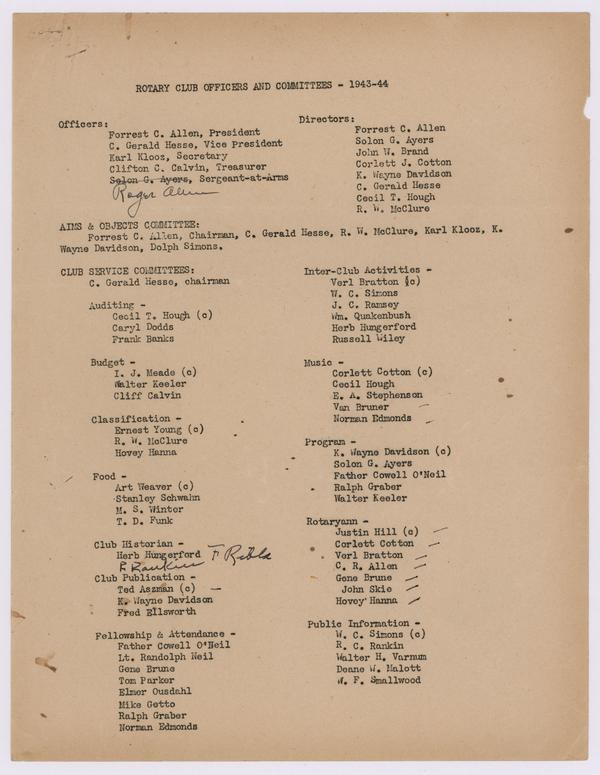 ROTARY CLUB OFFICERS AND COMMITTEES - 1943-44
Officers:
Forrest C. Allen, President
C. Gerald Hesse, Vice President
Karl Klooz, Secretary
Clifton C. Calvin, Treasurer
Solon G. Ayers, Sergeant-at-Arms
Roger Allen
Directors:
Forrest C. Allen
Solon G. Ayers
John W. Brand
Corlett J. Cotton
K. Wayne Davidson
C. Gerald Hesse
Cecil T. Hough
R. W. McClure
AIMS & OBJECTS COMMITTEE:
Forrest C. Allen, Chairman, C. Gerald Hesse, R. W. McClure, Karl Klooz, K.
Wayne Davidson, Dolph Simons.
CLUB SERVICE COMMITTEES:
C. Gerald Hesse, chairman
Auditing -
Cecil T. Hough (c)
Caryl Dodds
Frank Banks
Budget -
I. J. Meade (c)
Walter Keeler
Cliff Calvin
Classification -
Ernest Young (c)
R. W. McClure
Hovey Hanna
Food -
Art Weaver (c)
Stanley Schwahn
M. S. Winter
T. D. Funk
Club Historian -
Herb Hungerford
Rankin
Club Publication -
Ted Aszman (c)
K. Wayne Davidson
Fred Ellsworth
Fellowship & Attendance -
Father Cowell O'Neil
Lt. Randolph Neil
Gene Brune
Tom Parker
Elmer Ousdahl
Mike Getto
Ralph Graber
Norman Edmonds
Inter-Club Activities -
Verl Bratton (c)
W. C. Simons
J. C. Ramsey
Wm. Quakenbush
Herb Hungerford
Russell Wiley
Music -
Corlett Cotton (c)
Cecil Hough
E. A. Stephenson
Van Bruner
Norman Edmonds
Program -
K. Wayne Davidson (c)
Solon G. Ayers
Father Cowell O'Neil
Ralph Graber
Walter Keeler
Rotaryann -
Justin Hill (c)
Corlett Cotton
Verl Bratton
C. R. Allen
Gene Brune
John Skie
Hovey Hanna
Public Information -
W. C. Simons (c)
R. C. Rankin
Walter H. Varnum
Deane W. Malott
W. F. Smallwood